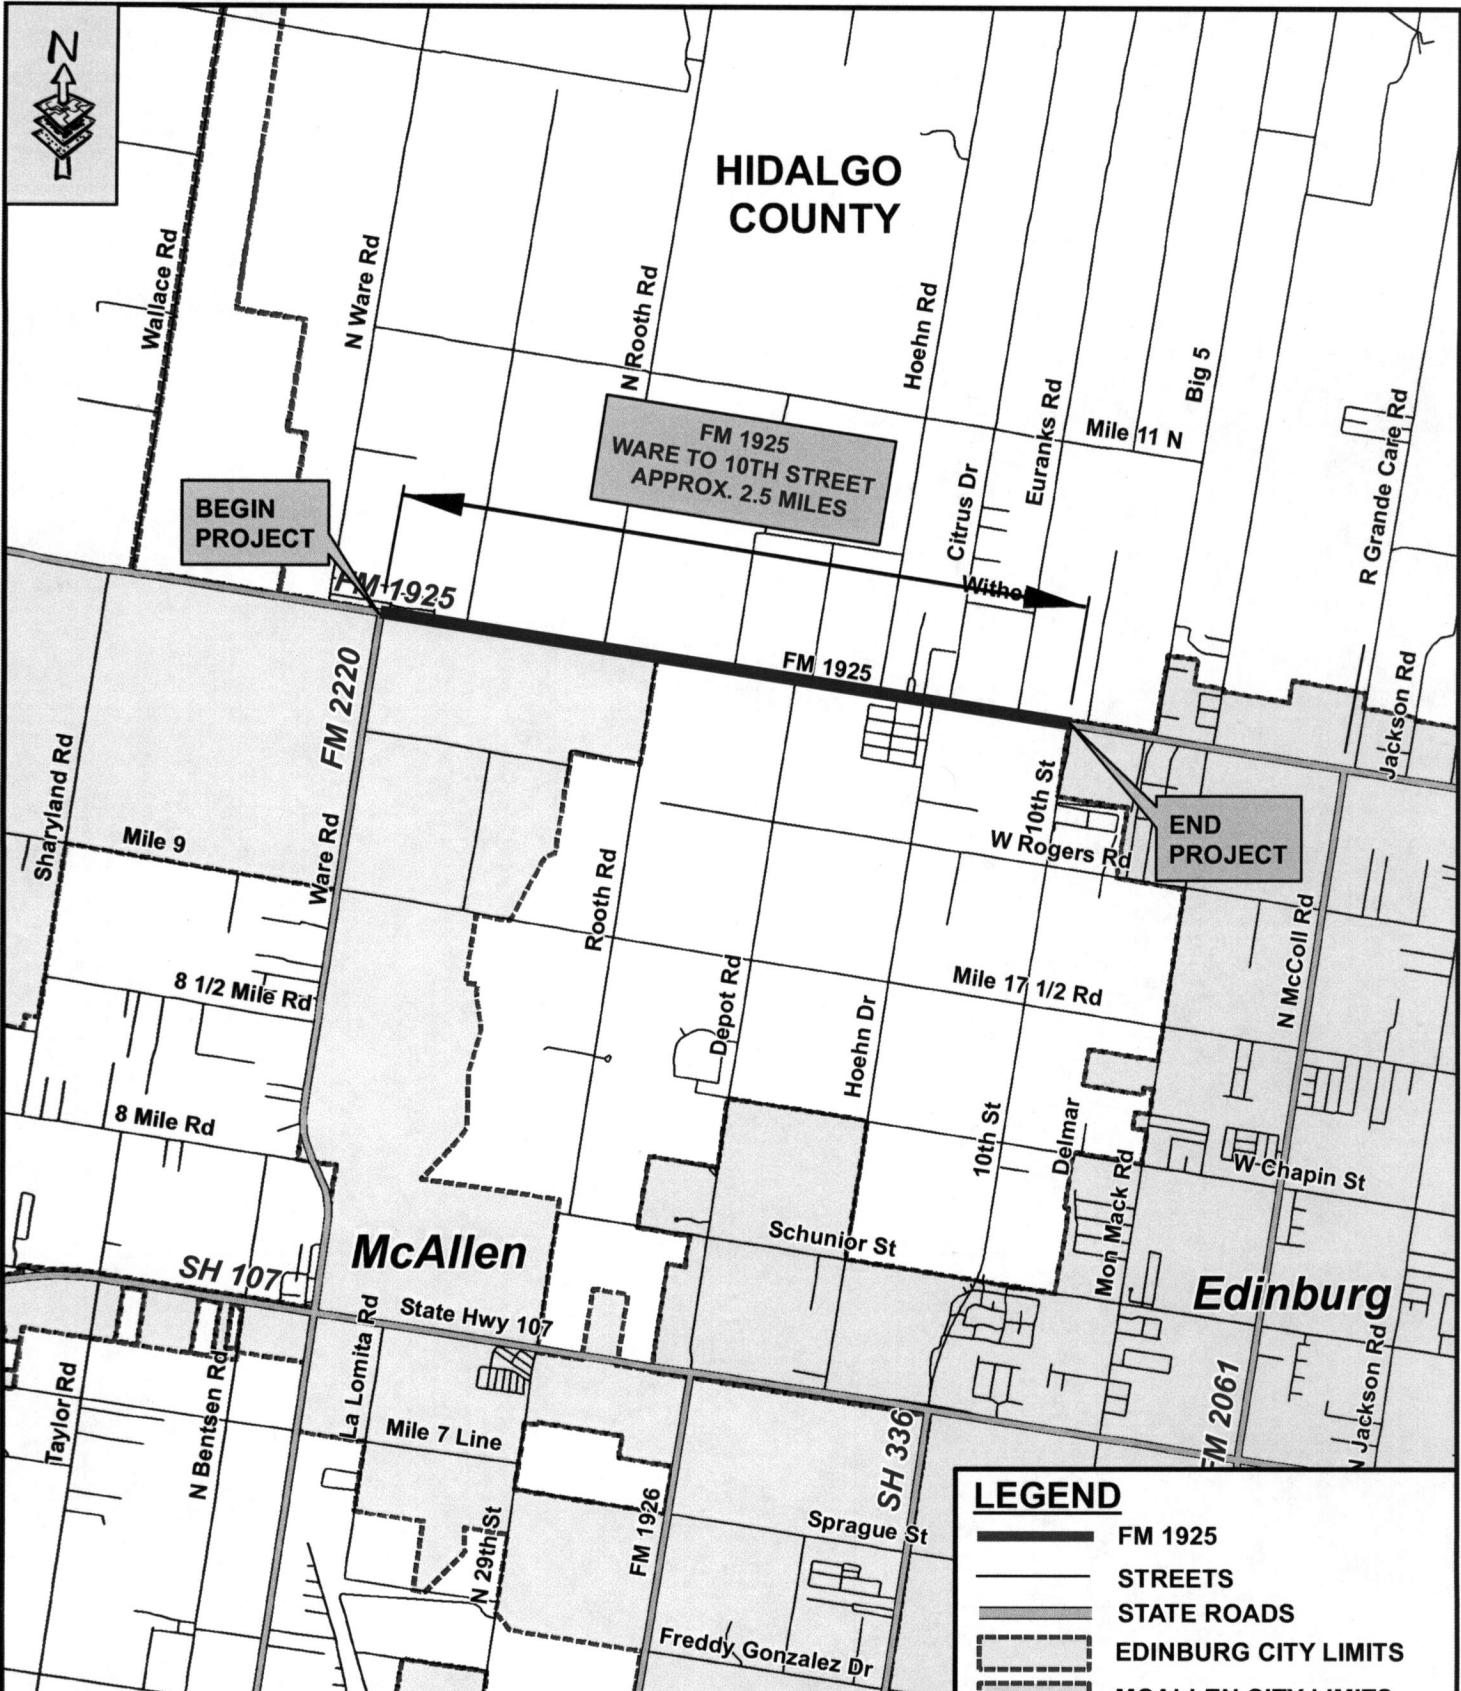 N
HIDALGO
COUNTY
Wallace Rd
N Ware Rd
N Rooth Rd
Hoehn Rd
Citrus Dr
Euranks Rd
Big 5
R Grande Care Rd
Mile 11 N
FM 1925
WARE TO 10TH STREET
APPROX. 2.5 MILES
BEGIN
PROJECT
FM 1925
Withe
FM 1925
FM 2220
Jackson Rd
Sharyland Rd
Mile 9
Ware Rd
10th St
W Rogers Rd
END
PROJECT
Rooth Rd
Depot Rd
Hoehn Dr
N McColl Rd
8 1/2 Mile Rd
Mile 17 1/2 Rd
8 Mile Rd
10th St
Delmar
Mon Mack Rd
W Chapin St
McAllen
Schunior St
Edinburg
SH 107
State Hwy 107
La Lomita Rd
Taylor Rd
N Bentsen Rd
Mile 7 Line
N 29th St
FM 1926
SH 336
FM 2061
N Jackson Rd
Sprague St
Freddy Gonzalez Dr
LEGEND
FM 1925
STREETS
STATE ROADS
EDINBURG CITY LIMITS
MCALLEN CITY LIMITS